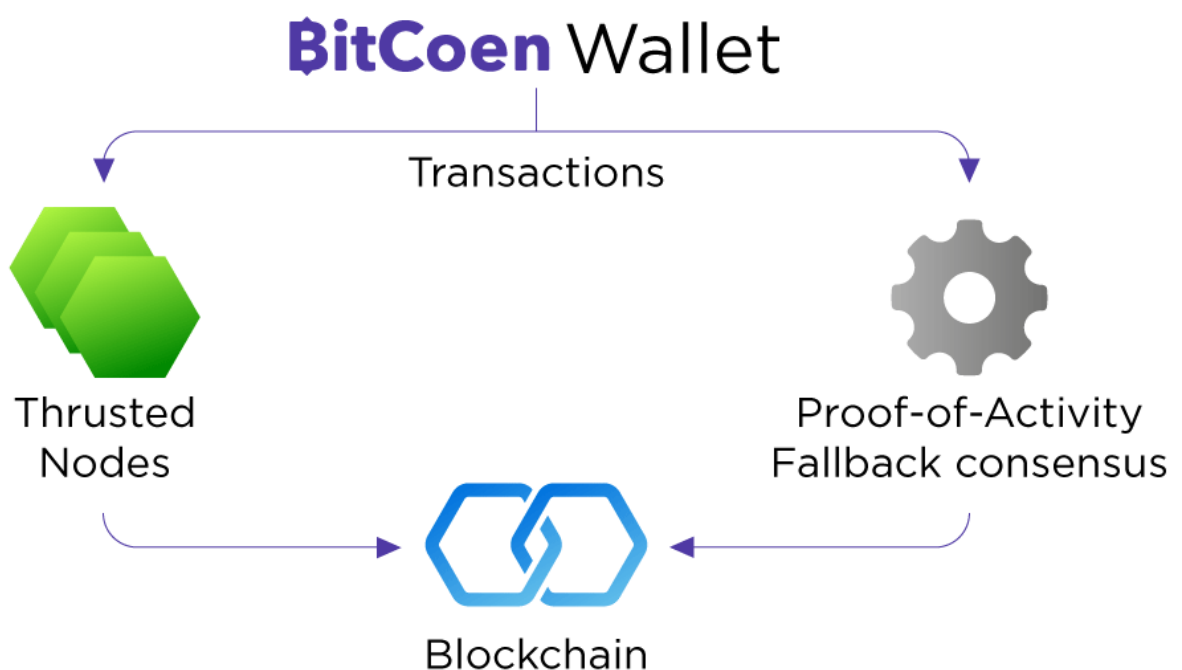 BitCoen Wallet
Transactions
Thrusted
Nodes
Proof-of-Activity
Fallback consensus
Blockchain